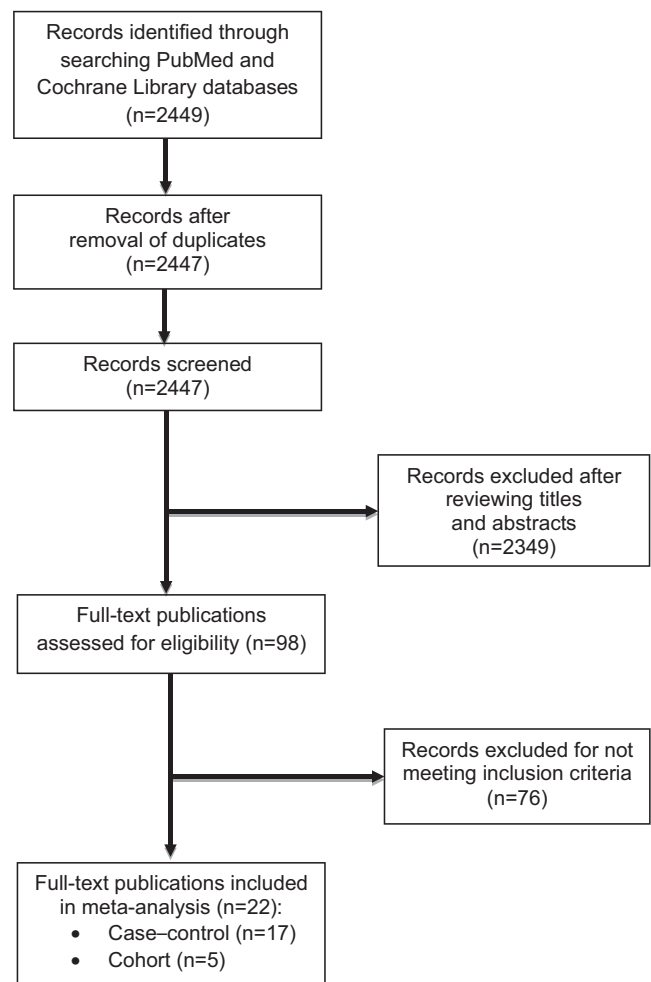 Records identified through
searching PubMed and
Cochrane Library databases
(n=2449)
Records after
removal of duplicates
(n=2447)
Records screened
(n=2447)
Records excluded after
reviewing titles
and abstracts
(n=2349)
Full-text publications
assessed for eligibility (n=98)
Records excluded for not
meeting inclusion criteria
(n=76)
Full-text publications included
in meta-analysis (n=22):
• Case–control (n=17)
• Cohort (n=5)